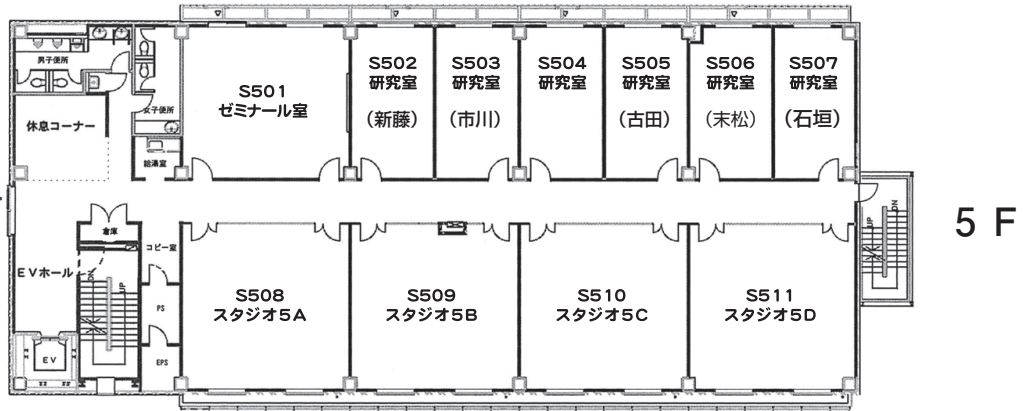 男子便所
女子便所
休息コーナー
給湯室
S501
ゼミナール室
S502
研究室
(新藤)
S503
研究室
(市川)
S504
研究室
S505
研究室
(古田)
S506
研究室
(末松)
S507
研究室
(石垣)
5 F
倉庫
コピー室
EVホール
DN
UP
PS
EPS
EV
S508
スタジオ5A
S509
スタジオ5B
S510
スタジオ5C
S511
スタジオ5D
UP
DN